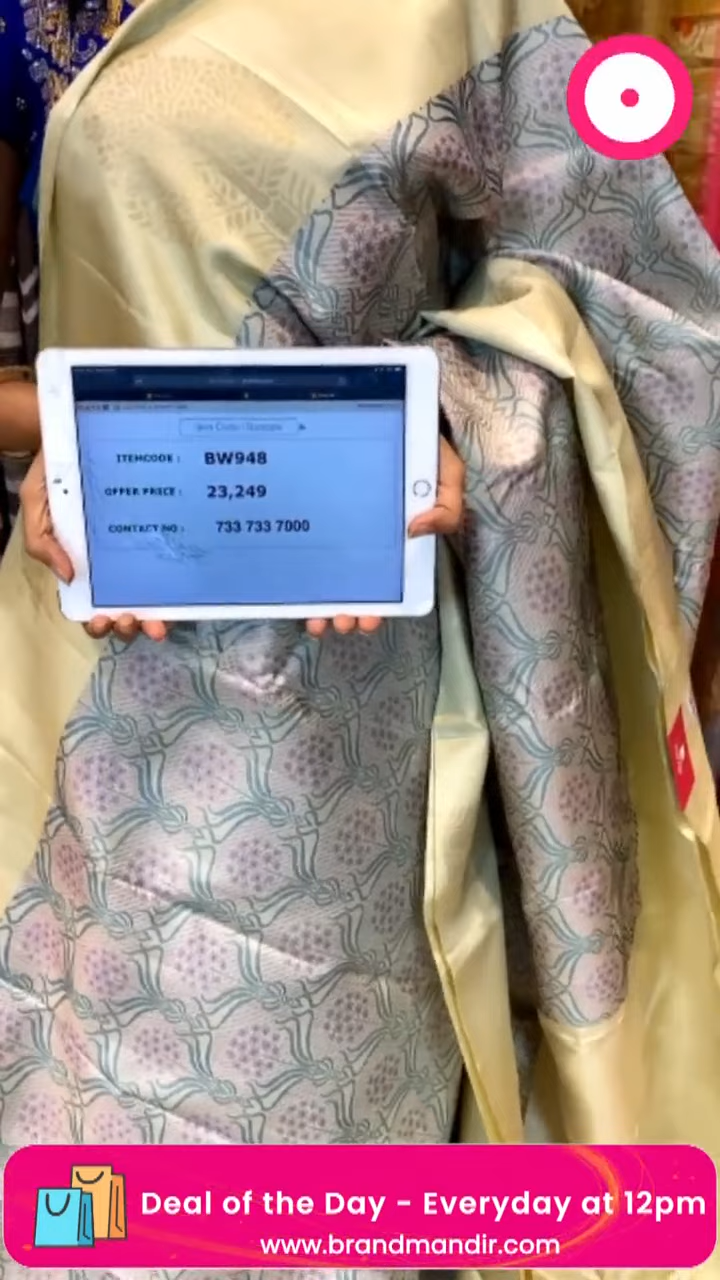 ITEMCODE : BW948
OFFER PRICE : 23,249
CONTACT NO : 733 733 7000
Deal of the Day - Everyday at 12pm
www.brandmandir.com